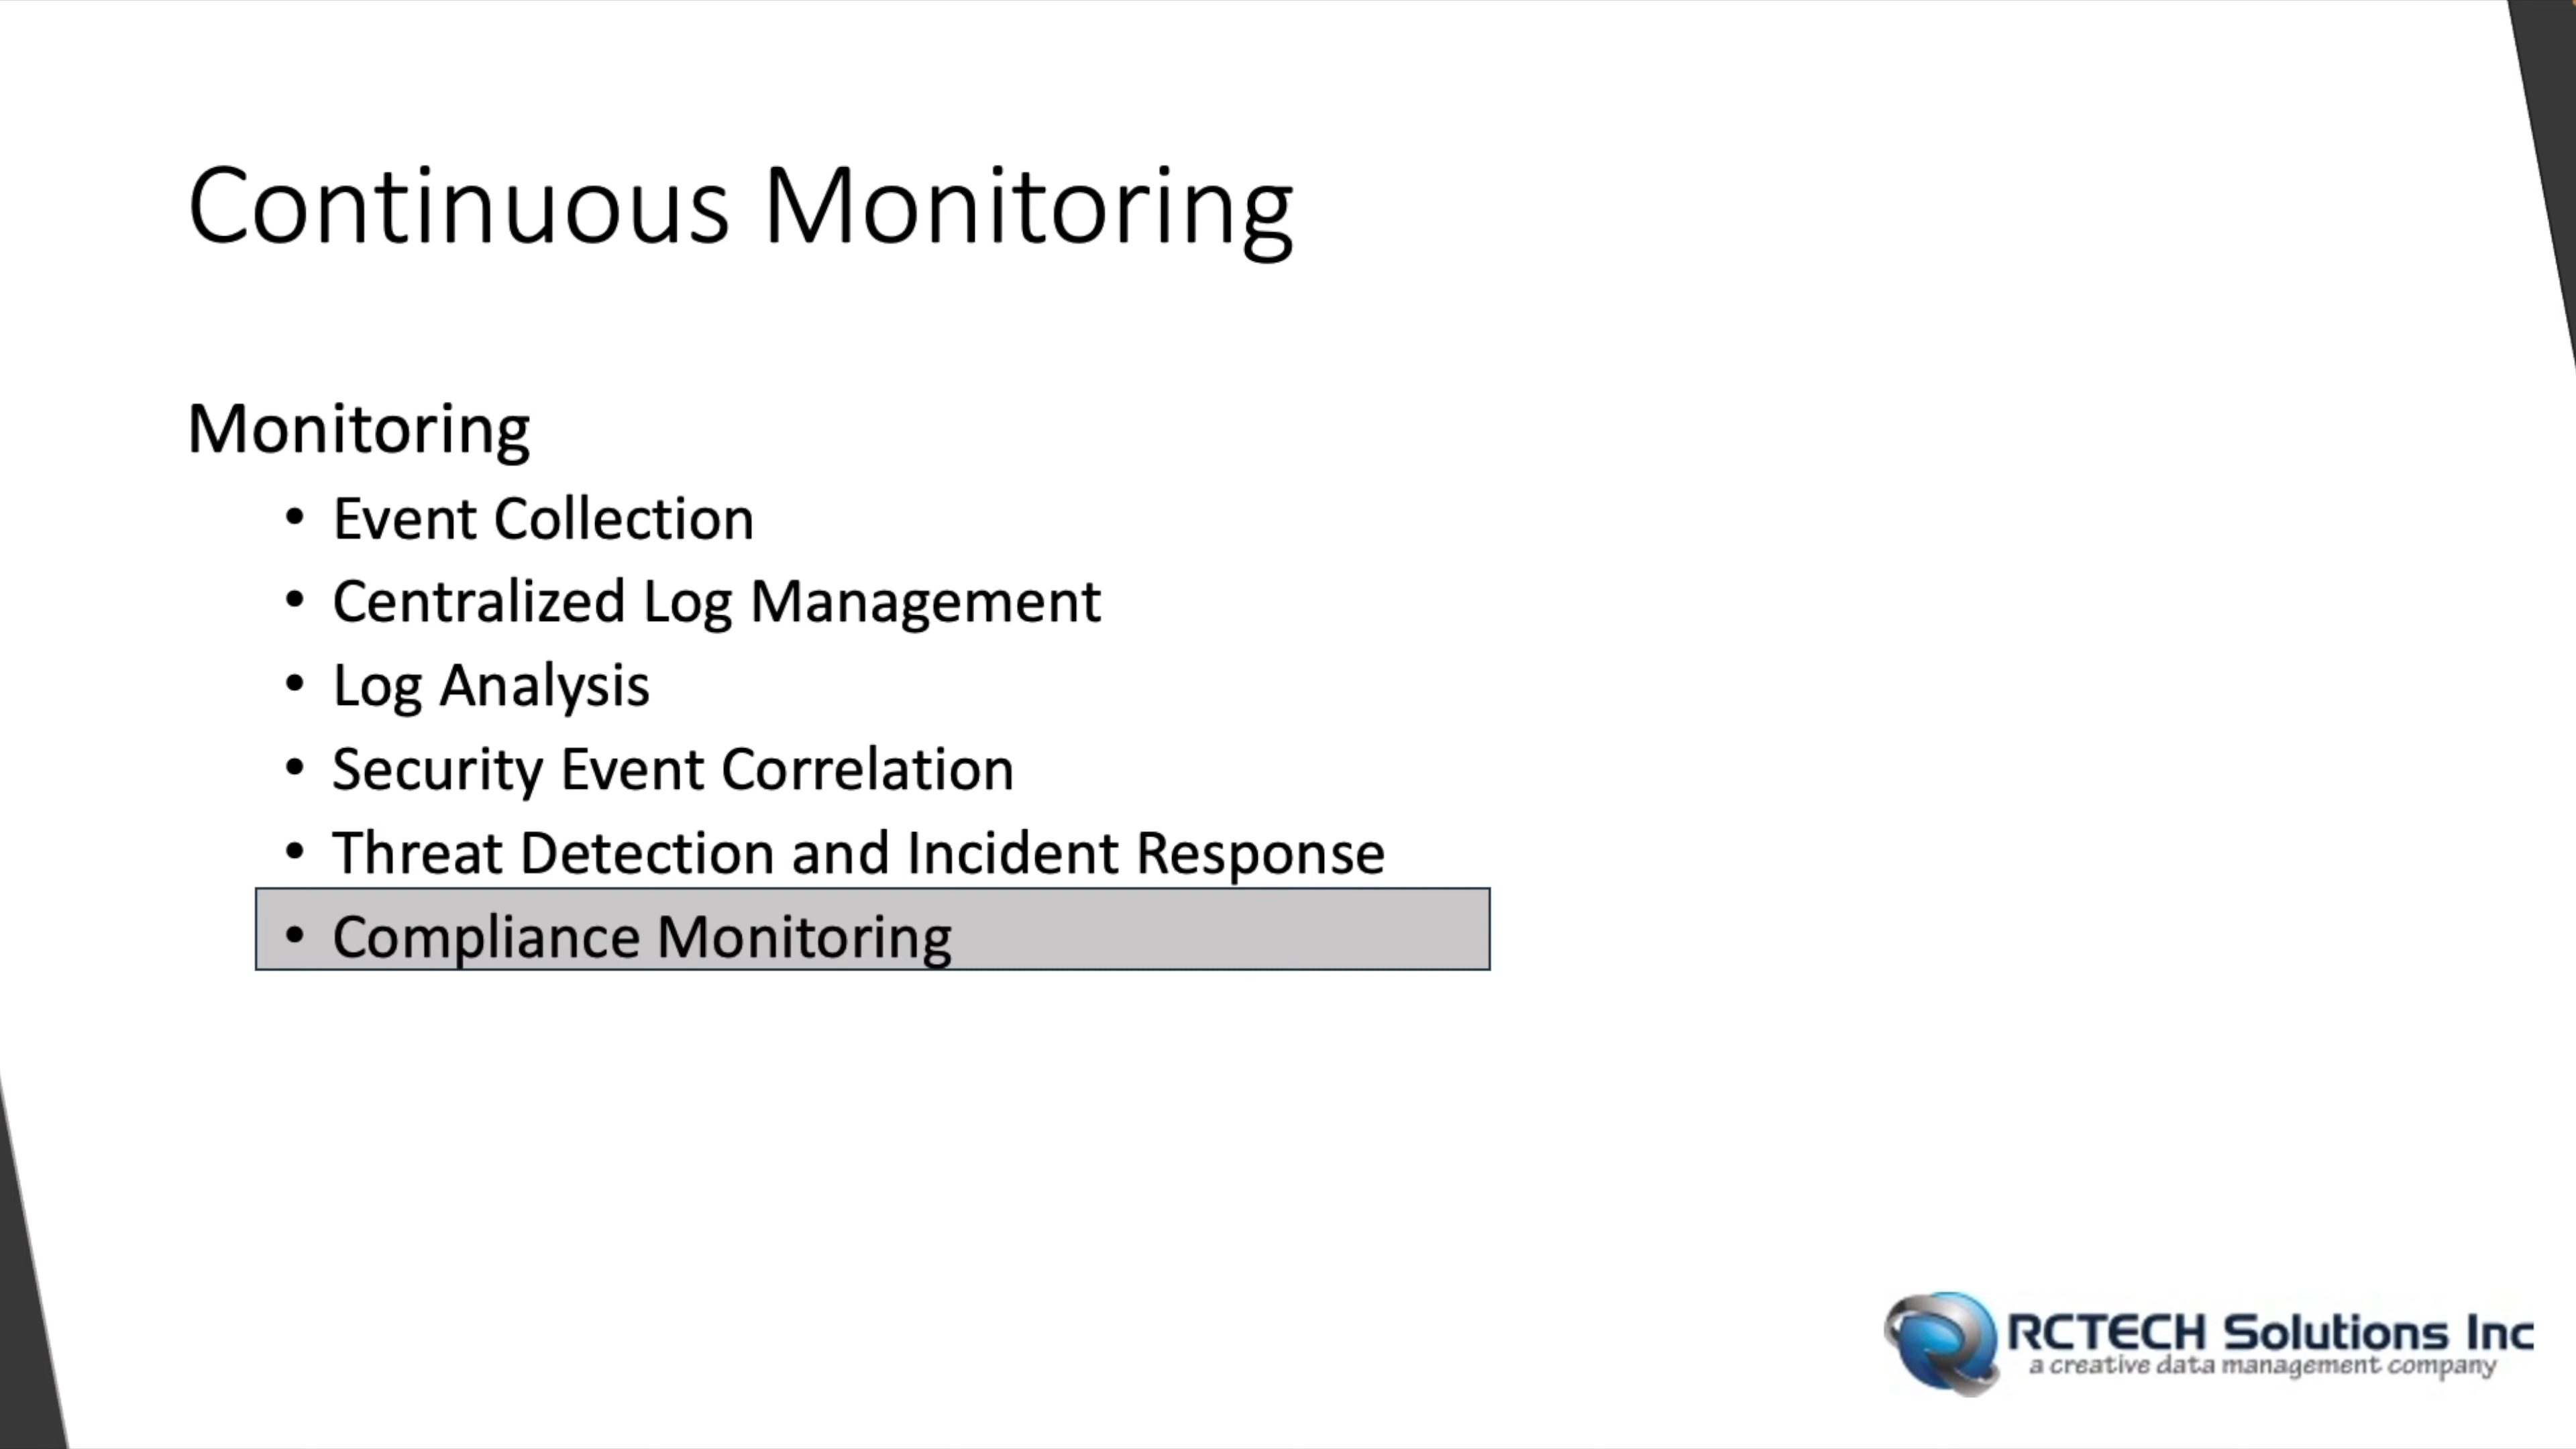 Continuous Monitoring
Monitoring
• Event Collection
• Centralized Log Management
• Log Analysis
• Security Event Correlation
• Threat Detection and Incident Response
• Compliance Monitoring
RCTECH Solutions Inc
a creative data management company